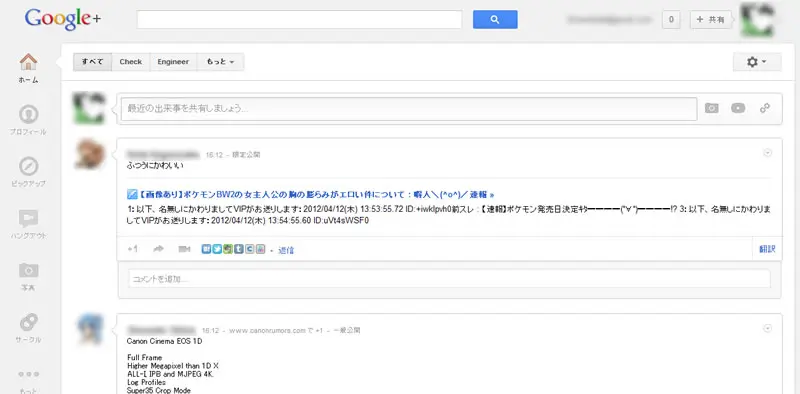 Google+
0
+ 共有
すべて
Check
Engineer
もっと
ホーム
プロフィール
ピックアップ
ハングアウト
写真
サークル
もっと
最近の出来事を共有しましょう...
16:12 - 限定公開
ふつうにかわいい
【画像あり】ポケモンBW2の女主人公の胸の膨らみがエロい件について : 暇人＼(^o^)／速報 »
1: 以下、名無しにかわりましてVIPがお送りします: 2012/04/12(木) 13:53:55.72 ID:+iwkIpvh0前スレ : 【速報】ポケモン発売日決定ｷﾀーーーー(ﾟ∀ﾟ)ーーーー!? 3: 以下、名無しにかわりまし
てVIPがお送りします: 2012/04/12(木) 13:54:55.60 ID:uVt4sWSF0
+1
- 返信
翻訳
コメントを追加...
16:12 - www.canonrumors.com で +1 - 一般公開
Canon Cinema EOS 1D
Full Frame
Higher Megapixel than 1D X
ALL-I, IPB and MJPEG 4K.
Log Profiles
Super35 Crop Mode